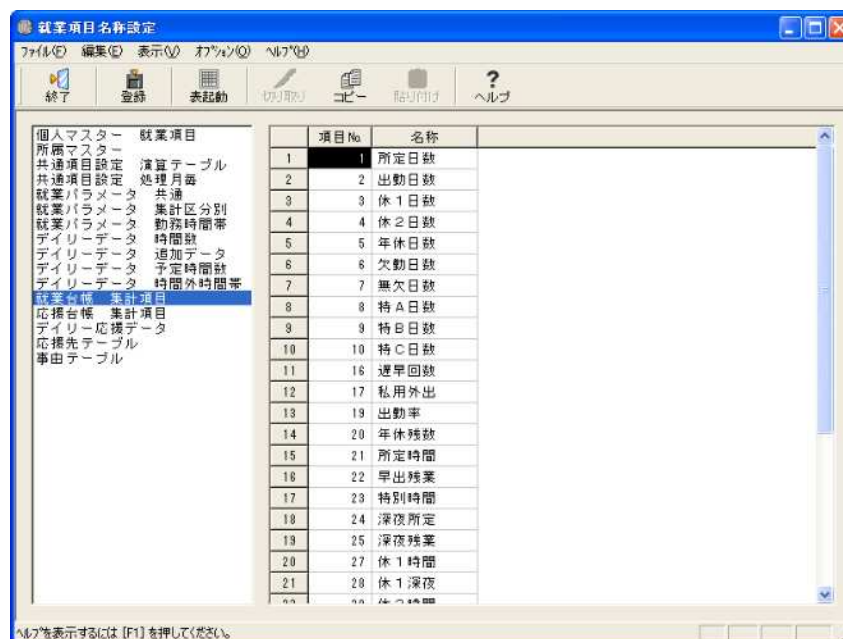 就業項目名称設定
ファイル(F) 編集(E) 表示(V) オプション(O) ヘルプ(H)
終了 登録 表起動 切り取り コピー 貼り付け ? ヘルプ
個人マスター 就業項目
所属マスター
共通項目設定 演算テーブル
共通項目設定 処理月毎
就業パラメータ 共通
就業パラメータ 集計区分別
就業パラメータ 勤務時間帯
デイリーデータ 時間数
デイリーデータ 追加データ
デイリーデータ 予定時間数
デイリーデータ 時間外時間帯
就業台帳 集計項目
応援台帳 集計項目
デイリー応援データ
応援先テーブル
事由テーブル
項目No. 名称
1 1 所定日数
2 2 出勤日数
3 3 休1日数
4 4 休2日数
5 5 年休日数
6 6 欠勤日数
7 7 無欠日数
8 8 特A日数
9 9 特B日数
10 10 特C日数
11 16 遅早回数
12 17 私用外出
13 19 出勤率
14 20 年休残数
15 21 所定時間
16 22 早出残業
17 23 特別時間
18 24 深夜所定
19 25 深夜残業
20 27 休1時間
21 28 休1深夜
ヘルプを表示するには [F1] を押してください。